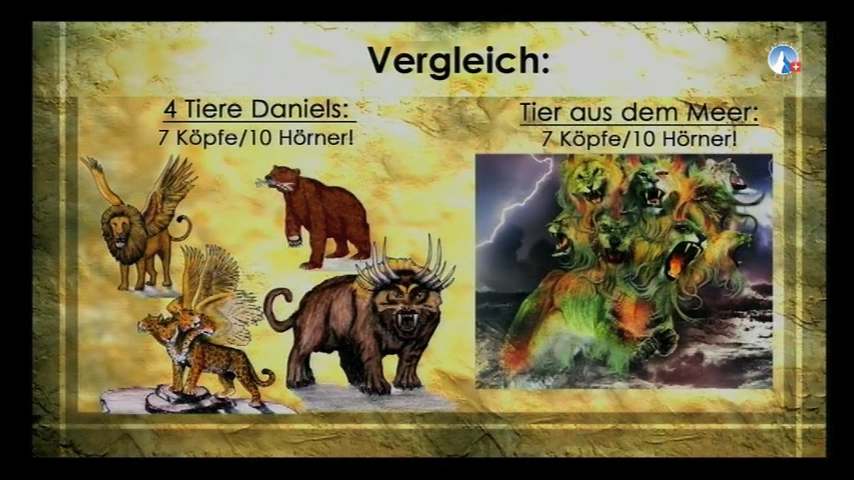 Vergleich:
4 Tiere Daniels:
7 Köpfe/10 Hörner!
Tier aus dem Meer:
7 Köpfe/10 Hörner!